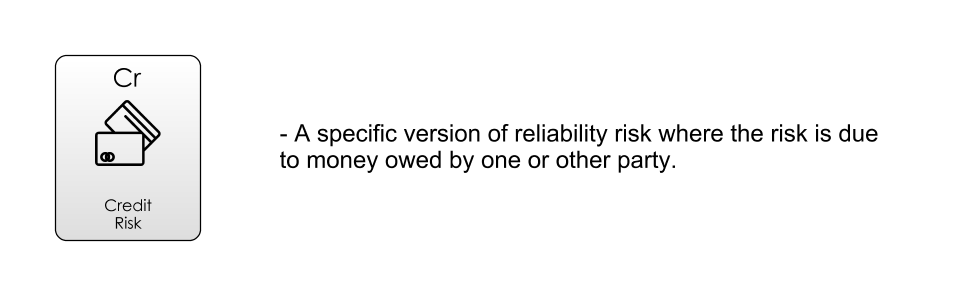 Cr
Credit
Risk
- A specific version of reliability risk where the risk is due
to money owed by one or other party.